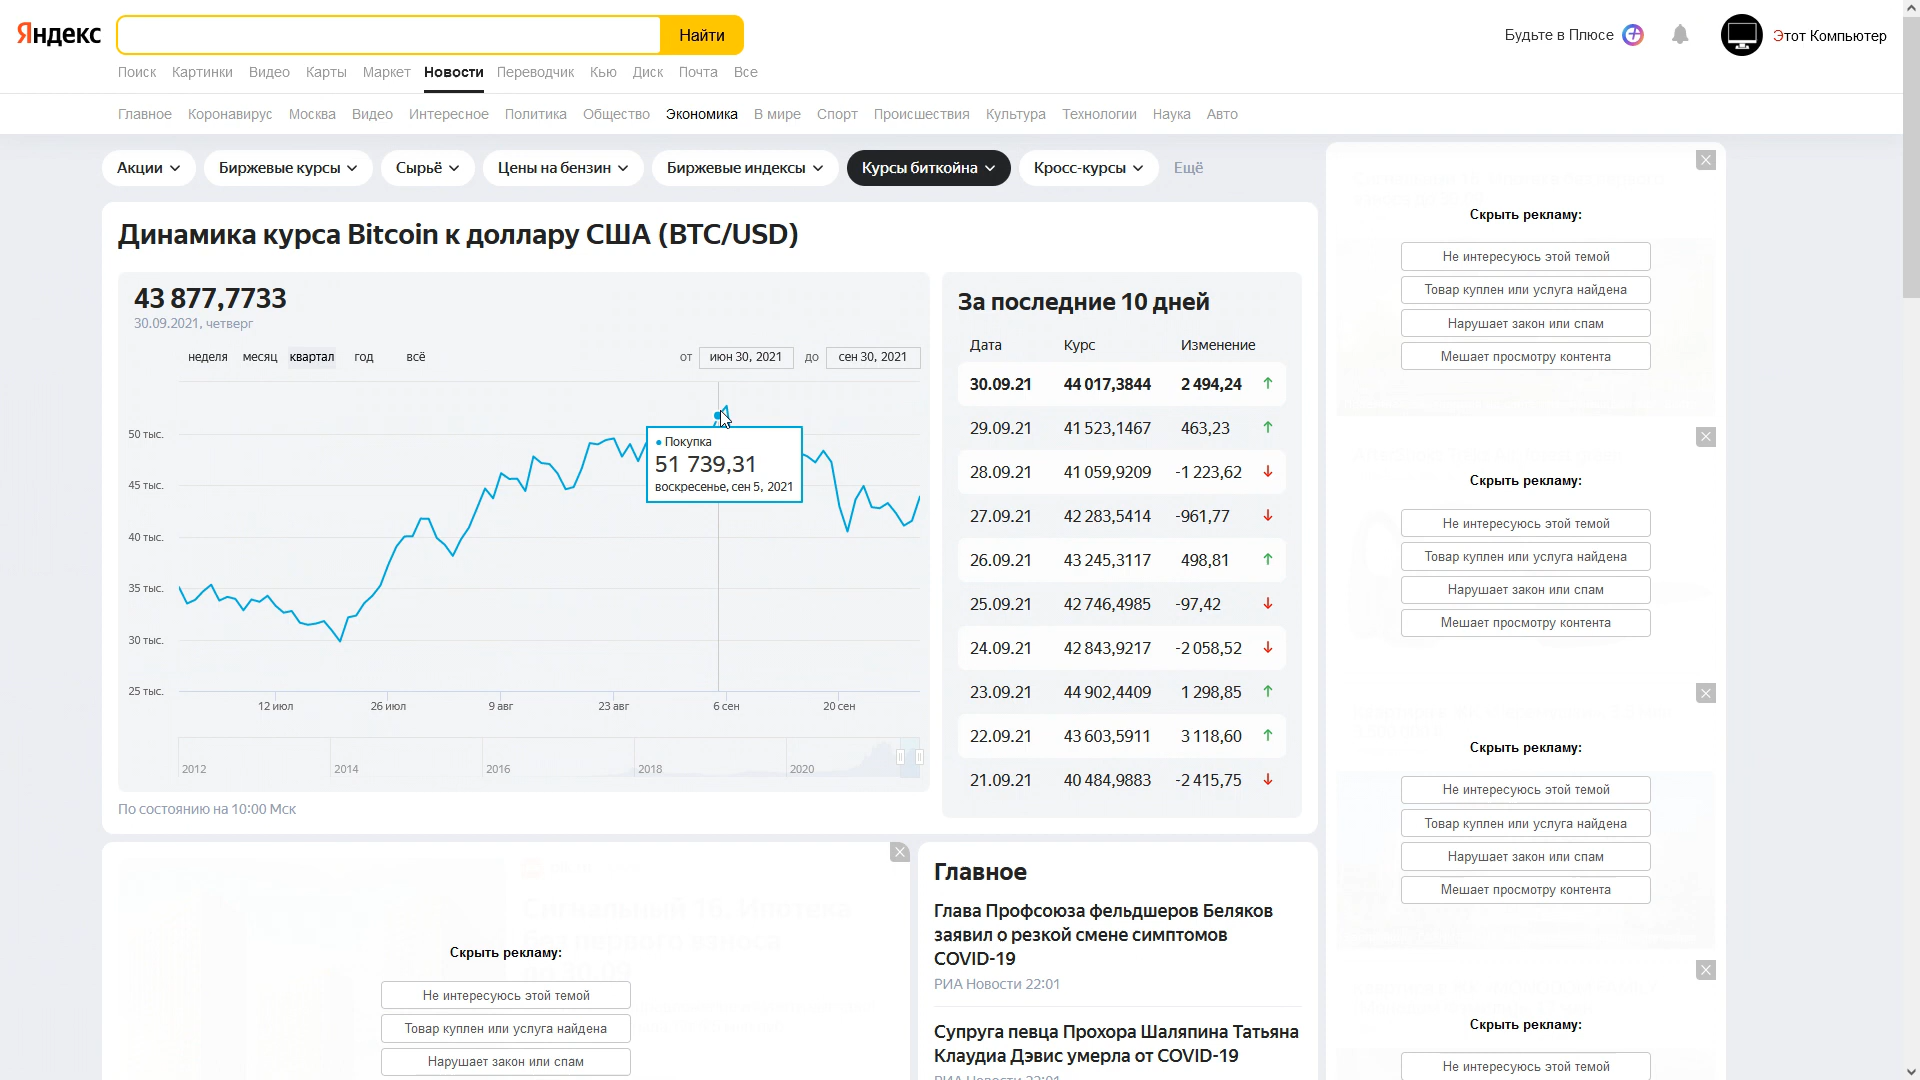 Яндекс
Найти
Будьте в Плюсе
Этот Компьютер
Поиск Картинки Видео Карты Маркет Новости Переводчик Кью Диск Почта Все
Главное Коронавирус Москва Видео Интересное Политика Общество Экономика В мире Спорт Происшествия Культура Технологии Наука Авто
Акции Биржевые курсы Сырьё Цены на бензин Биржевые индексы Курсы биткойна Кросс-курсы Ещё
Динамика курса Bitcoin к доллару США (BTC/USD)
43 877,7733
30.09.2021, четверг
неделя месяц квартал год всё
от июн 30, 2021 до сен 30, 2021
50 тыс.
45 тыс.
40 тыс.
35 тыс.
30 тыс.
25 тыс.
Покупка
51 739,31
воскресенье, сен 5, 2021
12 июл 26 июл 9 авг 23 авг 6 сен 20 сен
2012 2014 2016 2018 2020
По состоянию на 10:00 Мск
За последние 10 дней
Дата Курс Изменение
30.09.21 44 017,3844 2 494,24 ↑
29.09.21 41 523,1467 463,23 ↑
28.09.21 41 059,9209 -1 223,62 ↓
27.09.21 42 283,5414 -961,77 ↓
26.09.21 43 245,3117 498,81 ↑
25.09.21 42 746,4985 -97,42 ↓
24.09.21 42 843,9217 -2 058,52 ↓
23.09.21 44 902,4409 1 298,85 ↑
22.09.21 43 603,5911 3 118,60 ↑
21.09.21 40 484,9883 -2 415,75 ↓
Скрыть рекламу:
Не интересуюсь этой темой
Товар куплен или услуга найдена
Нарушает закон или спам
Главное
Глава Профсоюза фельдшеров Беляков
заявил о резкой смене симптомов
COVID-19
РИА Новости 22:01
Супруга певца Прохора Шаляпина Татьяна
Клаудиа Дэвис умерла от COVID-19
РИА Новости 22:01
Скрыть рекламу:
Не интересуюсь этой темой
Товар куплен или услуга найдена
Нарушает закон или спам
Мешает просмотру контента
Скрыть рекламу:
Не интересуюсь этой темой
Товар куплен или услуга найдена
Нарушает закон или спам
Мешает просмотру контента
Скрыть рекламу:
Не интересуюсь этой темой
Товар куплен или услуга найдена
Нарушает закон или спам
Мешает просмотру контента
Скрыть рекламу:
Не интересуюсь этой темой